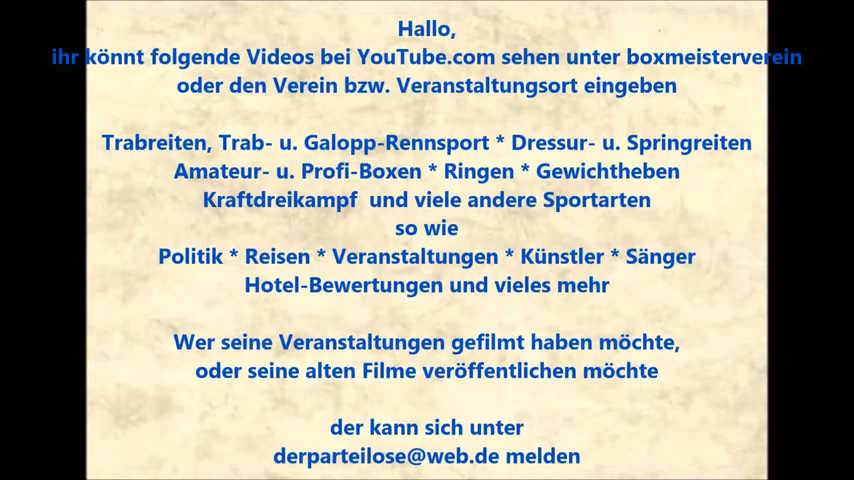 Hallo,
ihr könnt folgende Videos bei YouTube.com sehen unter boxmeisterverein
oder den Verein bzw. Veranstaltungsort eingeben
Trabreiten, Trab- u. Galopp-Rennsport * Dressur- u. Springreiten
Amateur- u. Profi-Boxen * Ringen * Gewichtheben
Kraftdreikampf  und viele andere Sportarten
so wie
Politik * Reisen * Veranstaltungen * Künstler * Sänger
Hotel-Bewertungen und vieles mehr
Wer seine Veranstaltungen gefilmt haben möchte,
oder seine alten Filme veröffentlichen möchte
der kann sich unter
derparteilose@web.de melden